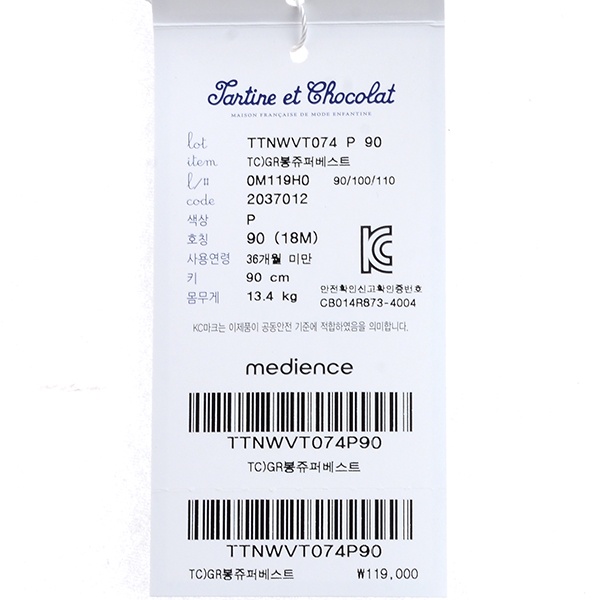 Tartine et Chocolat
MAISON FRANÇAISE DE MODE ENFANTINE
lot TTNWVT074 P 90
item TC)GR봉쥬퍼베스트
l/# 0M119H0 90/100/110
code 2037012
색상 P
호칭 90 (18M)
사용연령 36개월 미만
키 90 cm
몸무게 13.4 kg
안전확인신고확인증번호
CB014R873-4004
KC마크는 이제품이 공동안전 기준에 적합하였음을 의미합니다.
medience
TTNWVT074P90
TC)GR봉쥬퍼베스트
TTNWVT074P90
TC)GR봉쥬퍼베스트 ₩119,000